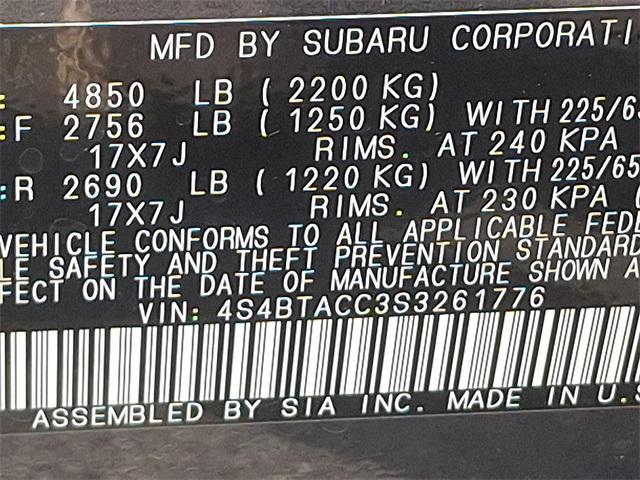 MFD BY SUBARU CORPORATI
: 4850 LB ( 2200 KG)
:F 2756 LB ( 1250 KG) WITH 225/6
17X7J RIMS. AT 240 KPA
:R 2690 LB ( 1220 KG) WITH 225/65
17X7J RIMS. AT 230 KPA (
VEHICLE CONFORMS TO ALL APPLICABLE FEDE
LE SAFETY AND THEFT PREVENTION STANDARD
FECT ON THE DATE OF MANUFACTURE SHOWN A
VIN: 4S4BTACC3S3261776
ASSEMBLED BY SIA INC. MADE IN U.S